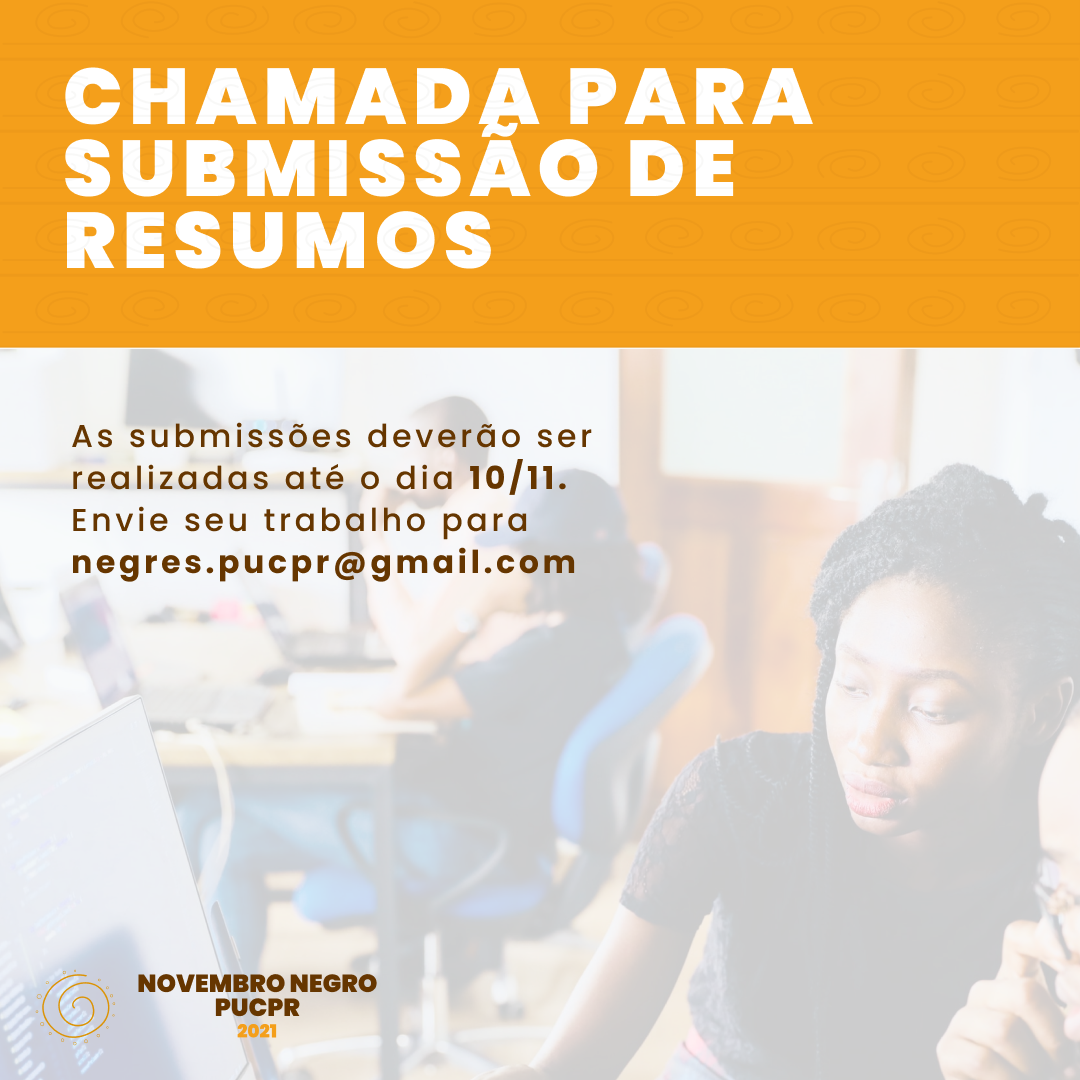 CHAMADA PARA
SUBMISSÃO DE
RESUMOS
As submissões deverão ser
realizadas até o dia 10/11.
Envie seu trabalho para
negres.pucpr@gmail.com
NOVEMBRO NEGRO
PUCPR
2021